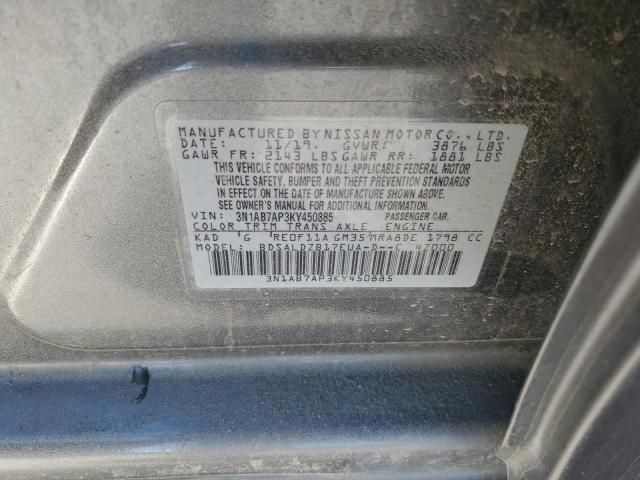 MANUFACTURED BY NISSAN MOTOR CO., LTD.
DATE: 11/19. GVWR: 3876 LBS
GAWR FR: 2143 LBS GAWR RR: 1881 LBS
THIS VEHICLE CONFORMS TO ALL APPLICABLE FEDERAL MOTOR
VEHICLE SAFETY, BUMPER AND THEFT PREVENTION STANDARDS
IN EFFECT ON THE DATE OF MANUFACTURE SHOWN ABOVE.
SEE OWNER'S MANUAL FOR ADDITIONAL INFORMATION.
VIN: 3N1AB7AP3KY450885 PASSENGER CAR.
COLOR TRIM TRANS AXLE ENGINE
KAD G RE0F11A GM35 MRA8DE 1798 CC
MODEL: BDSALDZB17EUA-D--C 47000
3N1AB7AP3KY450885